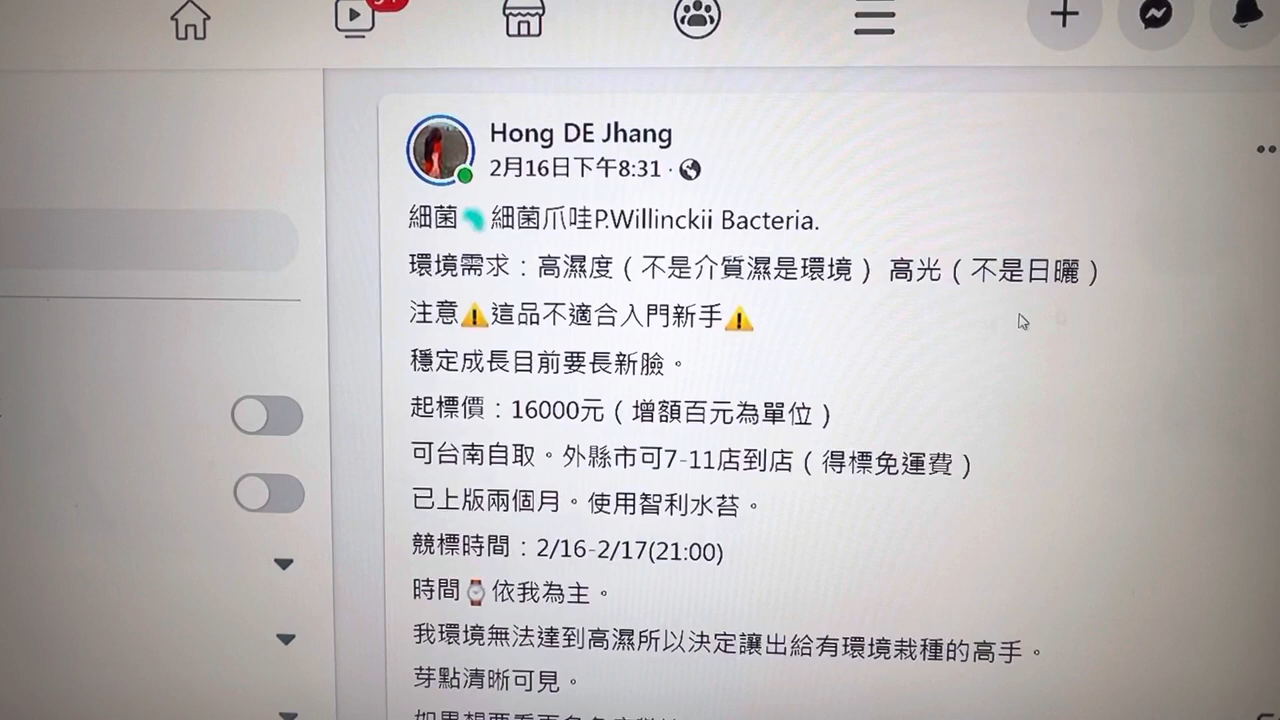 Hong DE Jhang
2月16日下午8:31 ·
細菌🦠細菌爪哇P.Willinckii Bacteria.
環境需求：高濕度（不是介質濕是環境） 高光（不是日曬）
注意⚠️這品不適合入門新手⚠️
穩定成長目前要長新臉。
起標價：16000元（增額百元為單位）
可台南自取。外縣市可7-11店到店（得標免運費）
已上版兩個月。使用智利水苔。
競標時間：2/16-2/17(21:00)
時間⌚依我為主。
我環境無法達到高濕所以決定讓出給有環境栽種的高手。
芽點清晰可見。